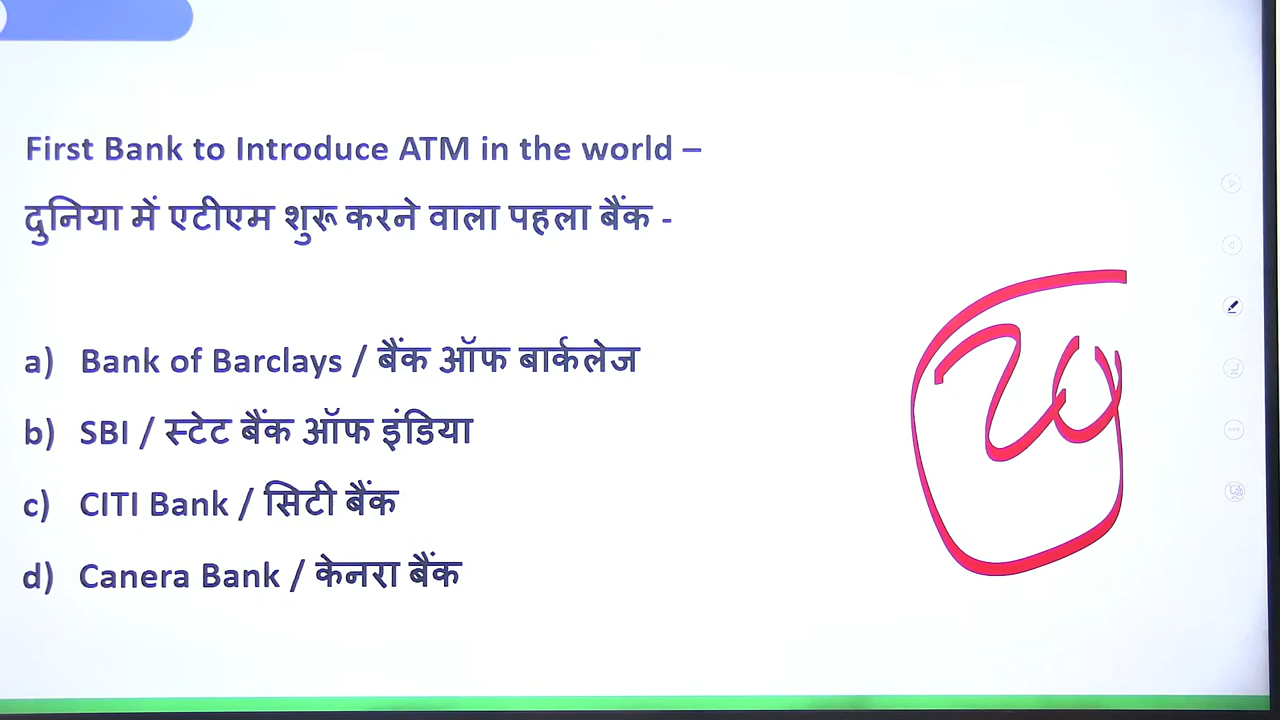 First Bank to Introduce ATM in the world –
दुनिया में एटीएम शुरू करने वाला पहला बैंक -
a) Bank of Barclays / बैंक ऑफ बार्कलेज
b) SBI / स्टेट बैंक ऑफ इंडिया
c) CITI Bank / सिटी बैंक
d) Canera Bank / केनरा बैंक